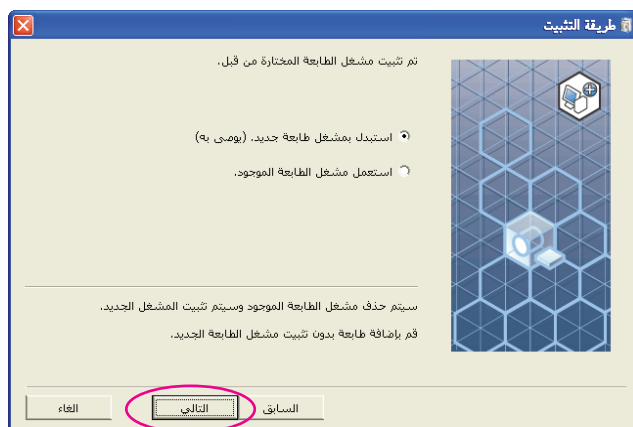 طريقة التثبيت
تم تثبيت مشغل الطابعة المختارة من قبل.
استبدل بمشغل طابعة جديد. (يوصى به)
استعمل مشغل الطابعة الموجود.
سيتم حذف مشغل الطابعة الموجود وسيتم تثبيت المشغل الجديد.
قم بإضافة طابعة بدون تثبيت مشغل الطابعة الجديد.
السابق التالي الغاء